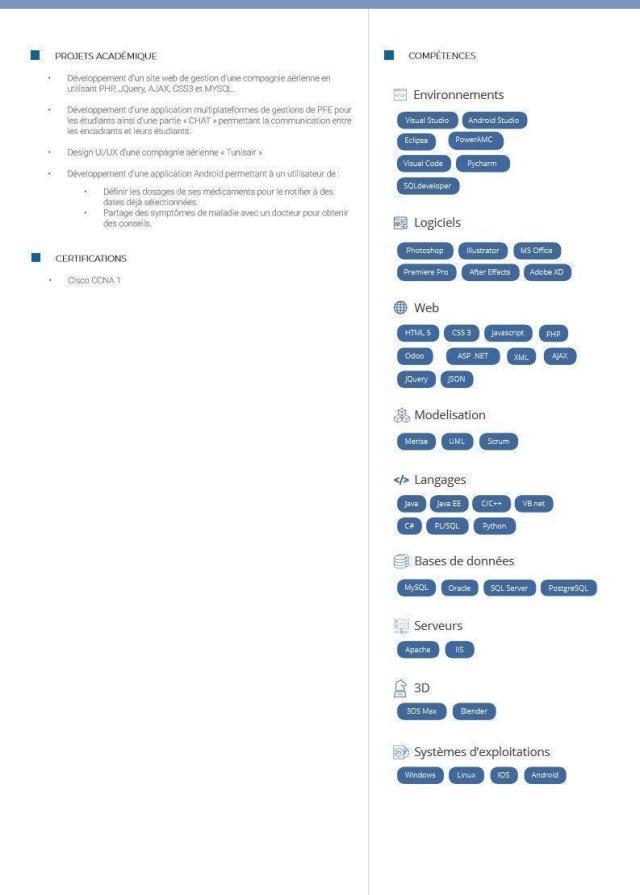 PROJETS ACADÉMIQUE
• Développement d'un site web de gestion d'une compagnie aérienne en
utilisant PHP, JQuery, AJAX, CSS3 et MYSQL.
• Développement d'une application multiplateformes de gestions de PFE pour
les étudiants ainsi d'une partie « CHAT » permettant la communication entre
les encadrants et leurs étudiants.
• Design UI/UX d'une compagnie aérienne « Tunisair »
• Développement d'une application Android permettant à un utilisateur de :
• Définir les dosages de ses médicaments pour le notifier à des
dates déjà sélectionnées.
• Partage des symptômes de maladie avec un docteur pour obtenir
des conseils.
CERTIFICATIONS
• Cisco CCNA 1
COMPÉTENCES
Environnements
Visual Studio Android Studio
Eclipse PowerAMC
Visual Code Pycharm
SQLdeveloper
Logiciels
Photoshop Illustrator MS Office
Premiere Pro After Effects Adobe XD
Web
HTML 5 CSS 3 Javascript PHP
Odoo ASP .NET XML AJAX
JQuery JSON
Modelisation
Merise UML Scrum
</> Langages
Java Java EE C/C++ VB.net
C# PL/SQL Python
Bases de données
MySQL Oracle SQL Server PostgreSQL
Serveurs
Apache IIS
3D
3DS Max Blender
Systèmes d'exploitations
Windows Linux IOS Android